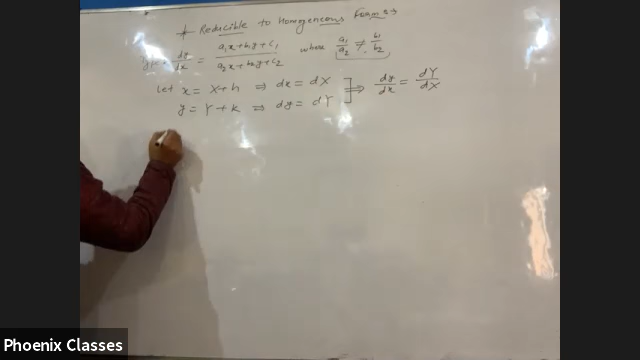 * Reducible to Homogeneous Forms →
dy/dx = (a₁x+b₁y+c₁)/(a₂x+b₂y+c₂) where a₁/a₂ ≠ b₁/b₂
Let x = X+h ⇒ dx = dX ] ⇒ dy/dx = dY/dX
y = Y+k ⇒ dy = dY
Phoenix Classes